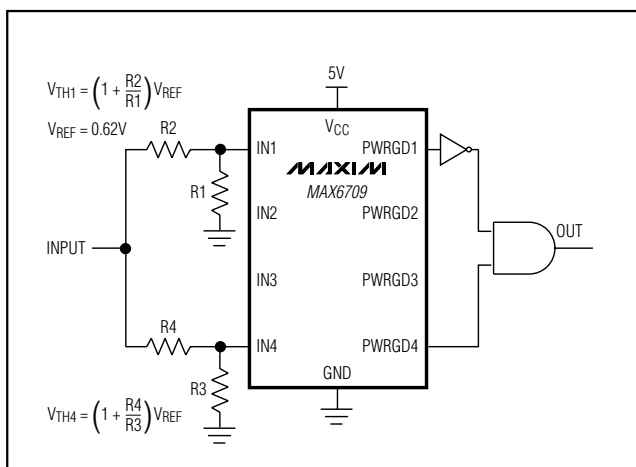 5V
V_TH1 = (1 + R2/R1) V_REF
V_REF = 0.62V
R2
V_CC
IN1
PWRGD1
MAXIM
R1
MAX6709
IN2
PWRGD2
INPUT
OUT
IN3
PWRGD3
R4
IN4
PWRGD4
R3
GND
V_TH4 = (1 + R4/R3) V_REF